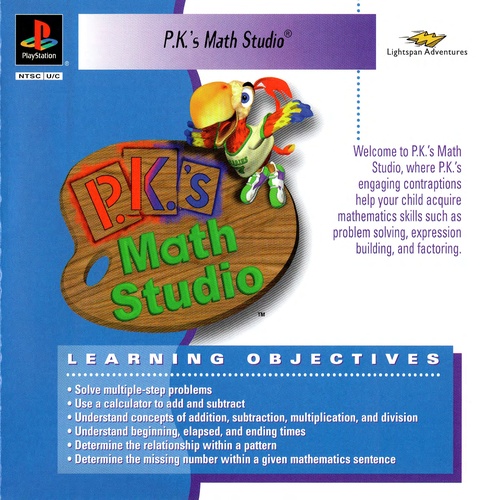 PlayStation
NTSC U/C
P.K.'s Math Studio®
Lightspan Adventures
Welcome to P.K.'s Math
Studio, where P.K.'s
engaging contraptions
help your child acquire
mathematics skills such as
problem solving, expression
building, and factoring.
P.K.'s
Math
Studio
™
LEARNING OBJECTIVES
• Solve multiple-step problems
• Use a calculator to add and subtract
• Understand concepts of addition, subtraction, multiplication, and division
• Understand beginning, elapsed, and ending times
• Determine the relationship within a pattern
• Determine the missing number within a given mathematics sentence